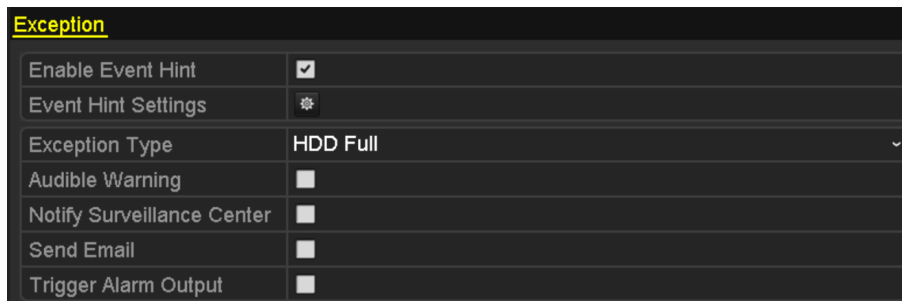 Exception
Enable Event Hint
Event Hint Settings
Exception Type HDD Full
Audible Warning
Notify Surveillance Center
Send Email
Trigger Alarm Output